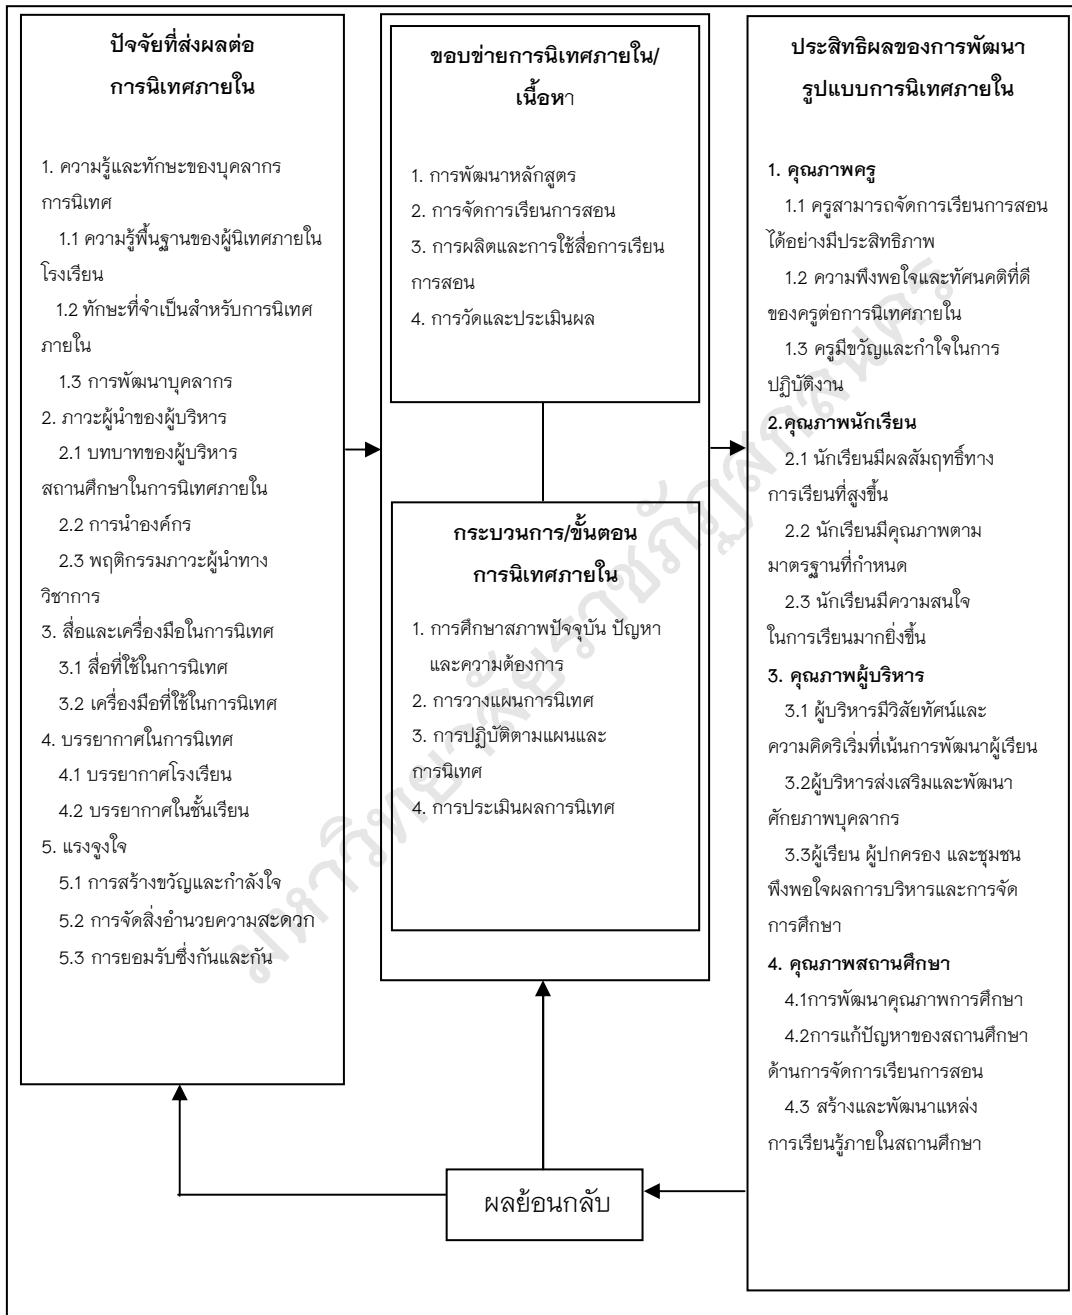 ปัจจัยที่ส่งผลต่อ
การนิเทศภายใน
1. ความรู้และทักษะของบุคลากร
การนิเทศ
1.1 ความรู้พื้นฐานของผู้นิเทศภายใน
โรงเรียน
1.2 ทักษะที่จำเป็นสำหรับการนิเทศ
ภายใน
1.3 การพัฒนาบุคลากร
2. ภาวะผู้นำของผู้บริหาร
2.1 บทบาทของผู้บริหาร
สถานศึกษาในการนิเทศภายใน
2.2 การนำองค์กร
2.3 พฤติกรรมภาวะผู้นำทาง
วิชาการ
3. สื่อและเครื่องมือในการนิเทศ
3.1 สื่อที่ใช้ในการนิเทศ
3.2 เครื่องมือที่ใช้ในการนิเทศ
4. บรรยากาศในการนิเทศ
4.1 บรรยากาศโรงเรียน
4.2 บรรยากาศในชั้นเรียน
5. แรงจูงใจ
5.1 การสร้างขวัญและกำลังใจ
5.2 การจัดสิ่งอำนวยความสะดวก
5.3 การยอมรับซึ่งกันและกัน
ขอบข่ายการนิเทศภายใน/
เนื้อหา
1. การพัฒนาหลักสูตร
2. การจัดการเรียนการสอน
3. การผลิตและการใช้สื่อการเรียน
การสอน
4. การวัดและประเมินผล
กระบวนการ/ขั้นตอน
การนิเทศภายใน
1. การศึกษาสภาพปัจจุบัน ปัญหา
และความต้องการ
2. การวางแผนการนิเทศ
3. การปฏิบัติตามแผนและ
การนิเทศ
4. การประเมินผลการนิเทศ
ประสิทธิผลของการพัฒนา
รูปแบบการนิเทศภายใน
1. คุณภาพครู
1.1 ครูสามารถจัดการเรียนการสอน
ได้อย่างมีประสิทธิภาพ
1.2 ความพึงพอใจและทัศนคติที่ดี
ของครูต่อการนิเทศภายใน
1.3 ครูมีขวัญและกำใจในการ
ปฏิบัติงาน
2.คุณภาพนักเรียน
2.1 นักเรียนมีผลสัมฤทธิ์ทาง
การเรียนที่สูงขึ้น
2.2 นักเรียนมีคุณภาพตาม
มาตรฐานที่กำหนด
2.3 นักเรียนมีความสนใจ
ในการเรียนมากยิ่งขึ้น
3. คุณภาพผู้บริหาร
3.1 ผู้บริหารมีวิสัยทัศน์และ
ความคิดริเริ่มที่เน้นการพัฒนาผู้เรียน
3.2ผู้บริหารส่งเสริมและพัฒนา
ศักยภาพบุคลากร
3.3ผู้เรียน ผู้ปกครอง และชุมชน
พึงพอใจผลการบริหารและการจัด
การศึกษา
4. คุณภาพสถานศึกษา
4.1การพัฒนาคุณภาพการศึกษา
4.2การแก้ปัญหาของสถานศึกษา
ด้านการจัดการเรียนการสอน
4.3 สร้างและพัฒนาแหล่ง
การเรียนรู้ภายในสถานศึกษา
ผลย้อนกลับ
มหาวิทยาลัยราชภัฏสกลนคร